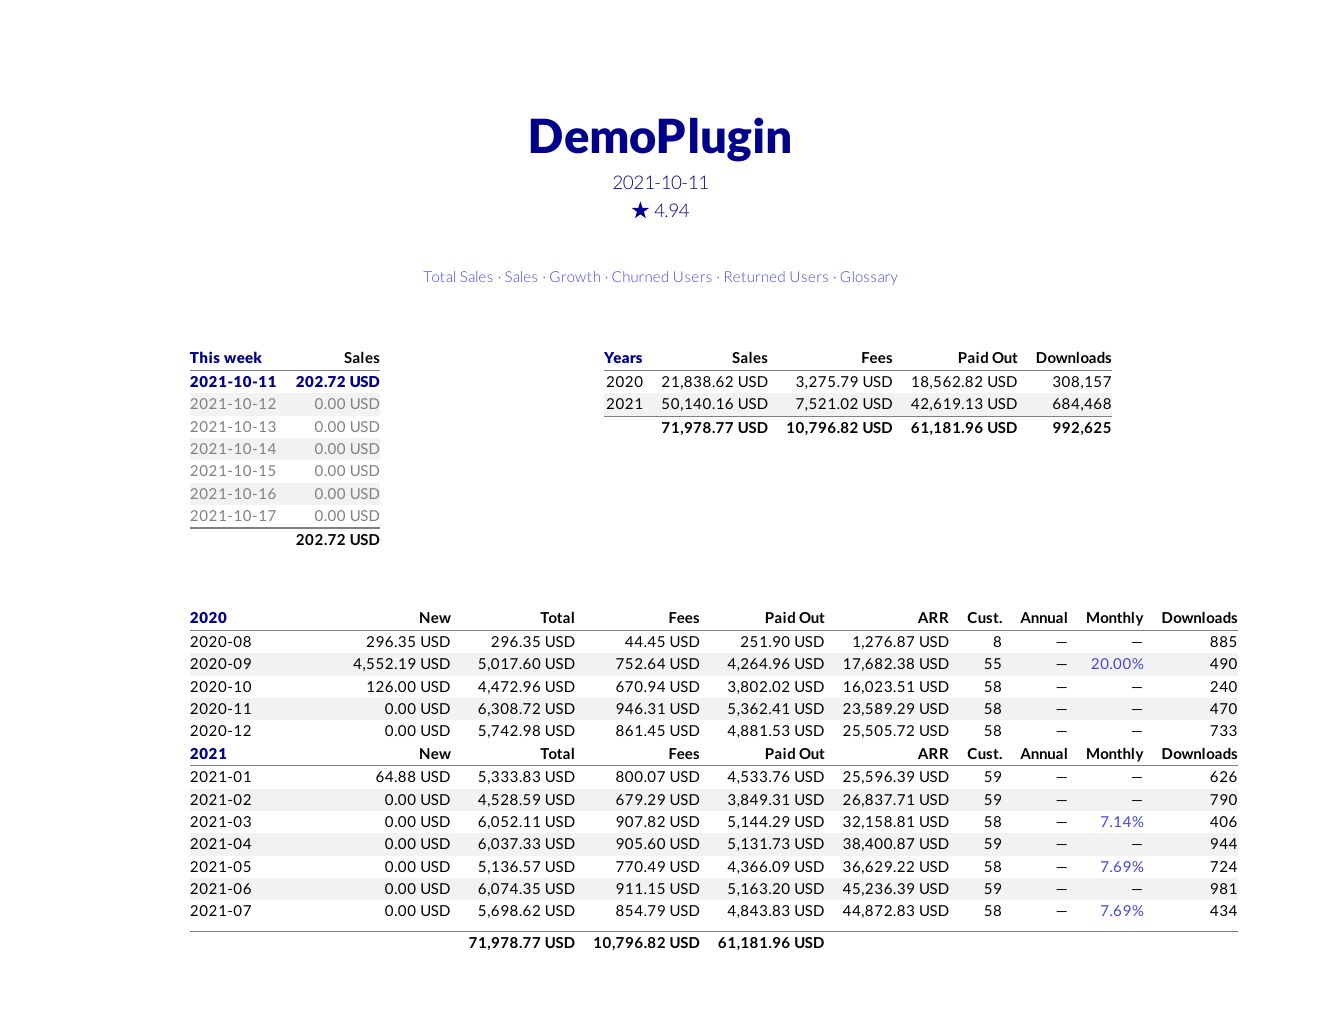 DemoPlugin
2021-10-11
★ 4.94
Total Sales · Sales · Growth · Churned Users · Returned Users · Glossary
This week Sales
2021-10-11 202.72 USD
2021-10-12 0.00 USD
2021-10-13 0.00 USD
2021-10-14 0.00 USD
2021-10-15 0.00 USD
2021-10-16 0.00 USD
2021-10-17 0.00 USD
202.72 USD
Years Sales Fees Paid Out Downloads
2020 21,838.62 USD 3,275.79 USD 18,562.82 USD 308,157
2021 50,140.16 USD 7,521.02 USD 42,619.13 USD 684,468
71,978.77 USD 10,796.82 USD 61,181.96 USD 992,625
2020 New Total Fees Paid Out ARR Cust. Annual Monthly Downloads
2020-08 296.35 USD 296.35 USD 44.45 USD 251.90 USD 1,276.87 USD 8 — — 885
2020-09 4,552.19 USD 5,017.60 USD 752.64 USD 4,264.96 USD 17,682.38 USD 55 — 20.00% 490
2020-10 126.00 USD 4,472.96 USD 670.94 USD 3,802.02 USD 16,023.51 USD 58 — — 240
2020-11 0.00 USD 6,308.72 USD 946.31 USD 5,362.41 USD 23,589.29 USD 58 — — 470
2020-12 0.00 USD 5,742.98 USD 861.45 USD 4,881.53 USD 25,505.72 USD 58 — — 733
2021 New Total Fees Paid Out ARR Cust. Annual Monthly Downloads
2021-01 64.88 USD 5,333.83 USD 800.07 USD 4,533.76 USD 25,596.39 USD 59 — — 626
2021-02 0.00 USD 4,528.59 USD 679.29 USD 3,849.31 USD 26,837.71 USD 59 — — 790
2021-03 0.00 USD 6,052.11 USD 907.82 USD 5,144.29 USD 32,158.81 USD 58 — 7.14% 406
2021-04 0.00 USD 6,037.33 USD 905.60 USD 5,131.73 USD 38,400.87 USD 59 — — 944
2021-05 0.00 USD 5,136.57 USD 770.49 USD 4,366.09 USD 36,629.22 USD 58 — 7.69% 724
2021-06 0.00 USD 6,074.35 USD 911.15 USD 5,163.20 USD 45,236.39 USD 59 — — 981
2021-07 0.00 USD 5,698.62 USD 854.79 USD 4,843.83 USD 44,872.83 USD 58 — 7.69% 434
71,978.77 USD 10,796.82 USD 61,181.96 USD